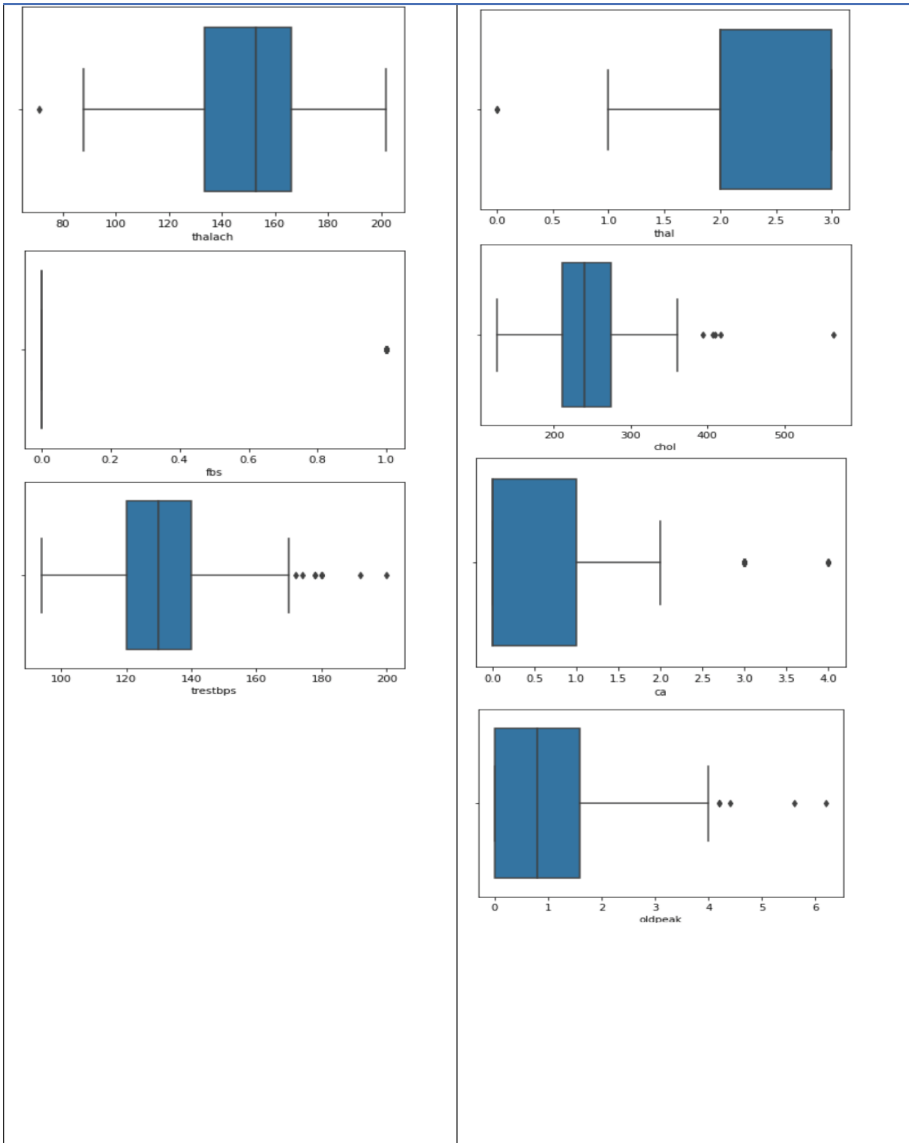 80 100 120 140 160 180 200
thalach
0.0 0.2 0.4 0.6 0.8 1.0
fbs
100 120 140 160 180 200
trestbps
0.0 0.5 1.0 1.5 2.0 2.5 3.0
thal
200 300 400 500
chol
0.0 0.5 1.0 1.5 2.0 2.5 3.0 3.5 4.0
ca
0 1 2 3 4 5 6
oldpeak